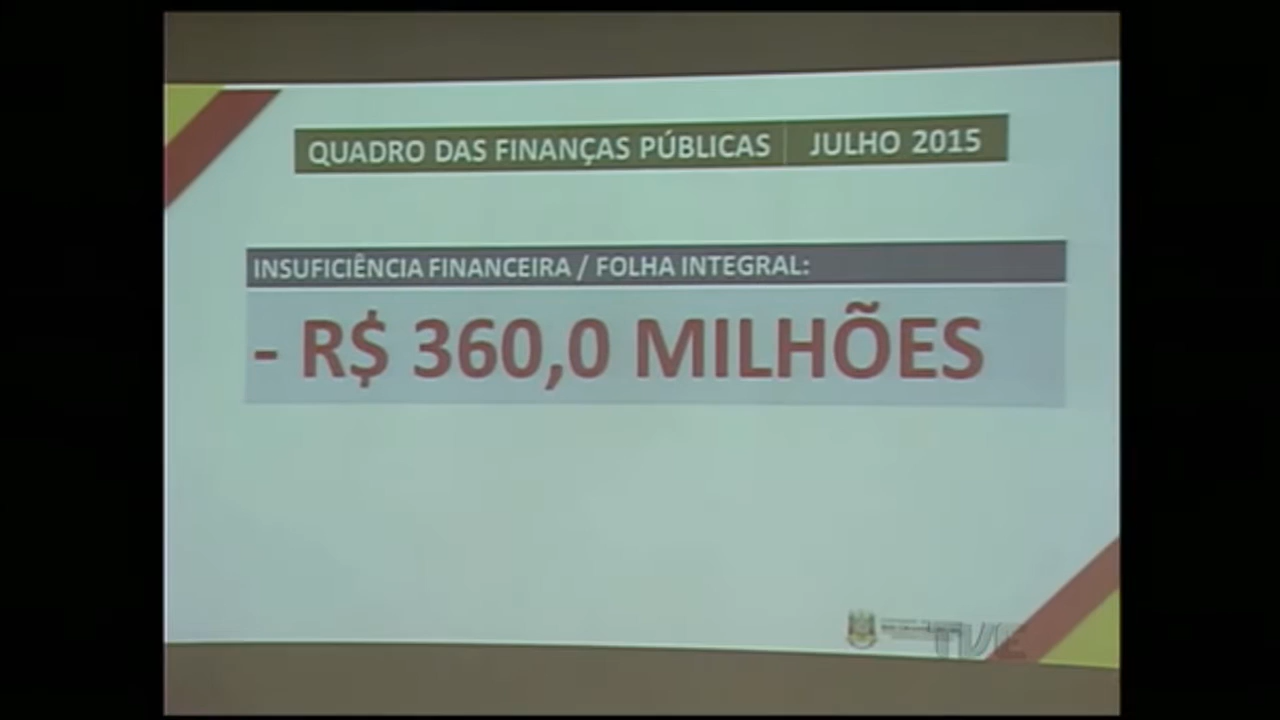 QUADRO DAS FINANÇAS PÚBLICAS JULHO 2015
INSUFICIÊNCIA FINANCEIRA / FOLHA INTEGRAL:
- R$ 360,0 MILHÕES
TVE